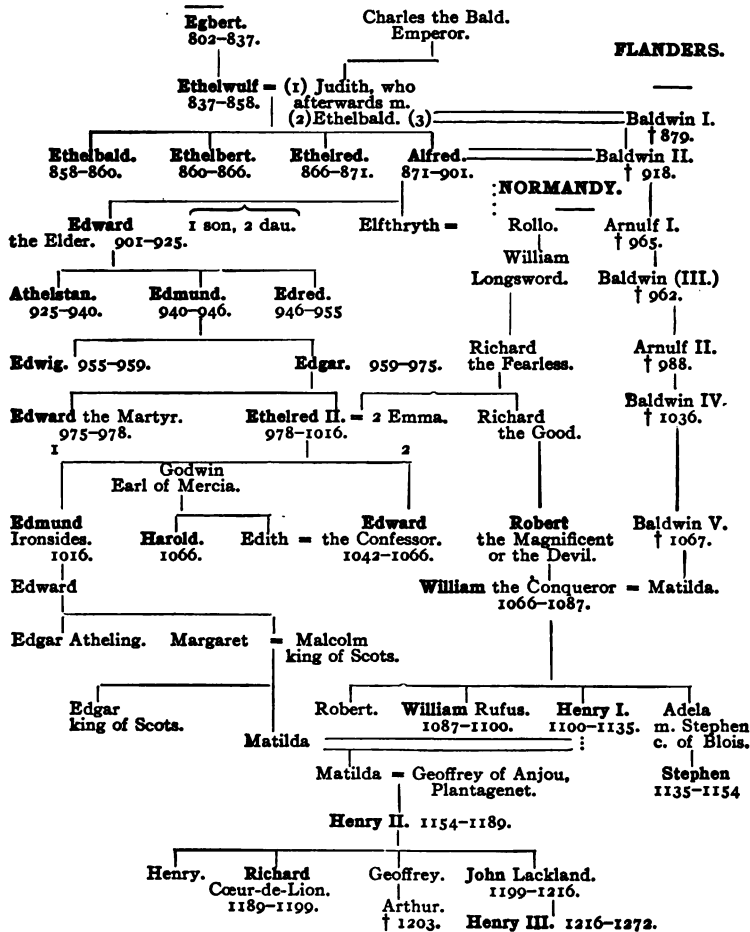 Egbert. Charles the Bald.
802–837. Emperor.
FLANDERS.
Ethelwulf = (1) Judith, who
837–858. afterwards m.
(2) Ethelbald. (3) Baldwin I.
† 879.
Ethelbald. Ethelbert. Ethelred. Alfred. Baldwin II.
858–860. 860–866. 866–871. 871–901. † 918.
NORMANDY.
Edward 1 son, 2 dau. Elfthryth = Rollo. Arnulf I.
the Elder. 901–925. † 965.
William
Longsword. Baldwin (III.)
Athelstan. Edmund. Edred. † 962.
925–940. 940–946. 946–955
Richard Arnulf II.
Edwig. 955–959. Edgar. 959–975. the Fearless. † 988.
Baldwin IV.
Edward the Martyr. Ethelred II. = 2 Emma. Richard † 1036.
975–978. 978–1016. the Good.
1 2
Godwin
Earl of Mercia.
Edmund Edward Robert Baldwin V.
Ironsides. Harold. Edith = the Confessor. the Magnificent † 1067.
1016. 1066. 1042–1066. or the Devil.
Edward William the Conqueror = Matilda.
1066–1087.
Edgar Atheling. Margaret = Malcolm
king of Scots.
Edgar Robert. William Rufus. Henry I. Adela
king of Scots. 1087–1100. 1100–1135. m. Stephen
Matilda c. of Blois.
Matilda = Geoffrey of Anjou, Stephen
Plantagenet. 1135–1154
Henry II. 1154–1189.
Henry. Richard Geoffrey. John Lackland.
Cœur-de-Lion. 1199–1216.
1189–1199. Arthur.
† 1203. Henry III. 1216–1272.